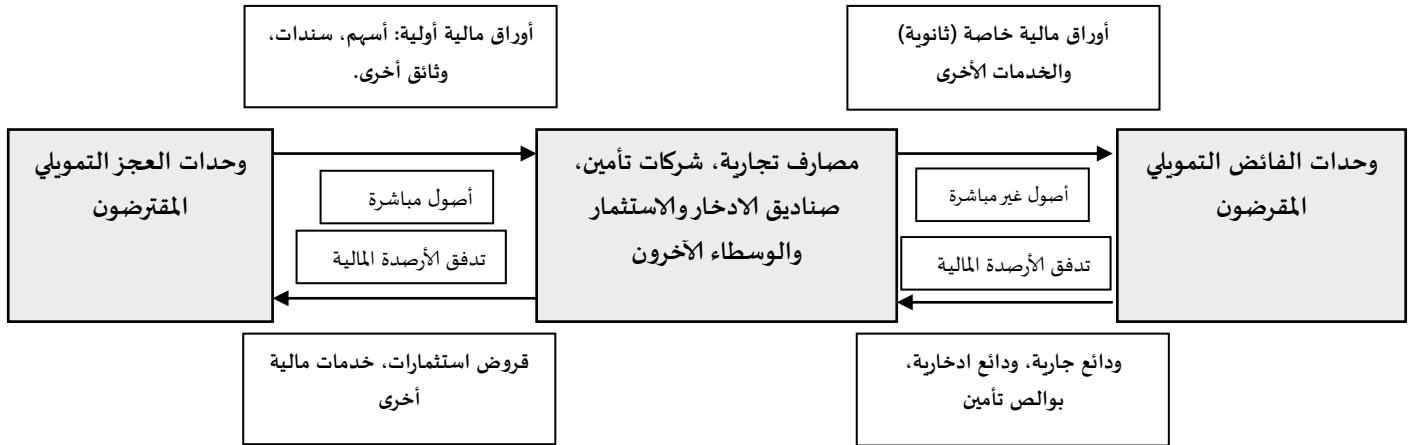 أوراق مالية خاصة (ثانوية)
والخدمات الأخرى
أوراق مالية أولية: أسهم، سندات،
وثائق أخرى.
وحدات الفائض التمويلي
المقرضون
أصول غير مباشرة
تدفق الأرصدة المالية
مصارف تجارية، شركات تأمين،
صناديق الادخار والاستثمار
والوسطاء الآخرون
أصول مباشرة
تدفق الأرصدة المالية
وحدات العجز التمويلي
المقترضون
ودائع جارية، ودائع ادخارية،
بوالص تأمين
قروض استثمارات، خدمات مالية
أخرى